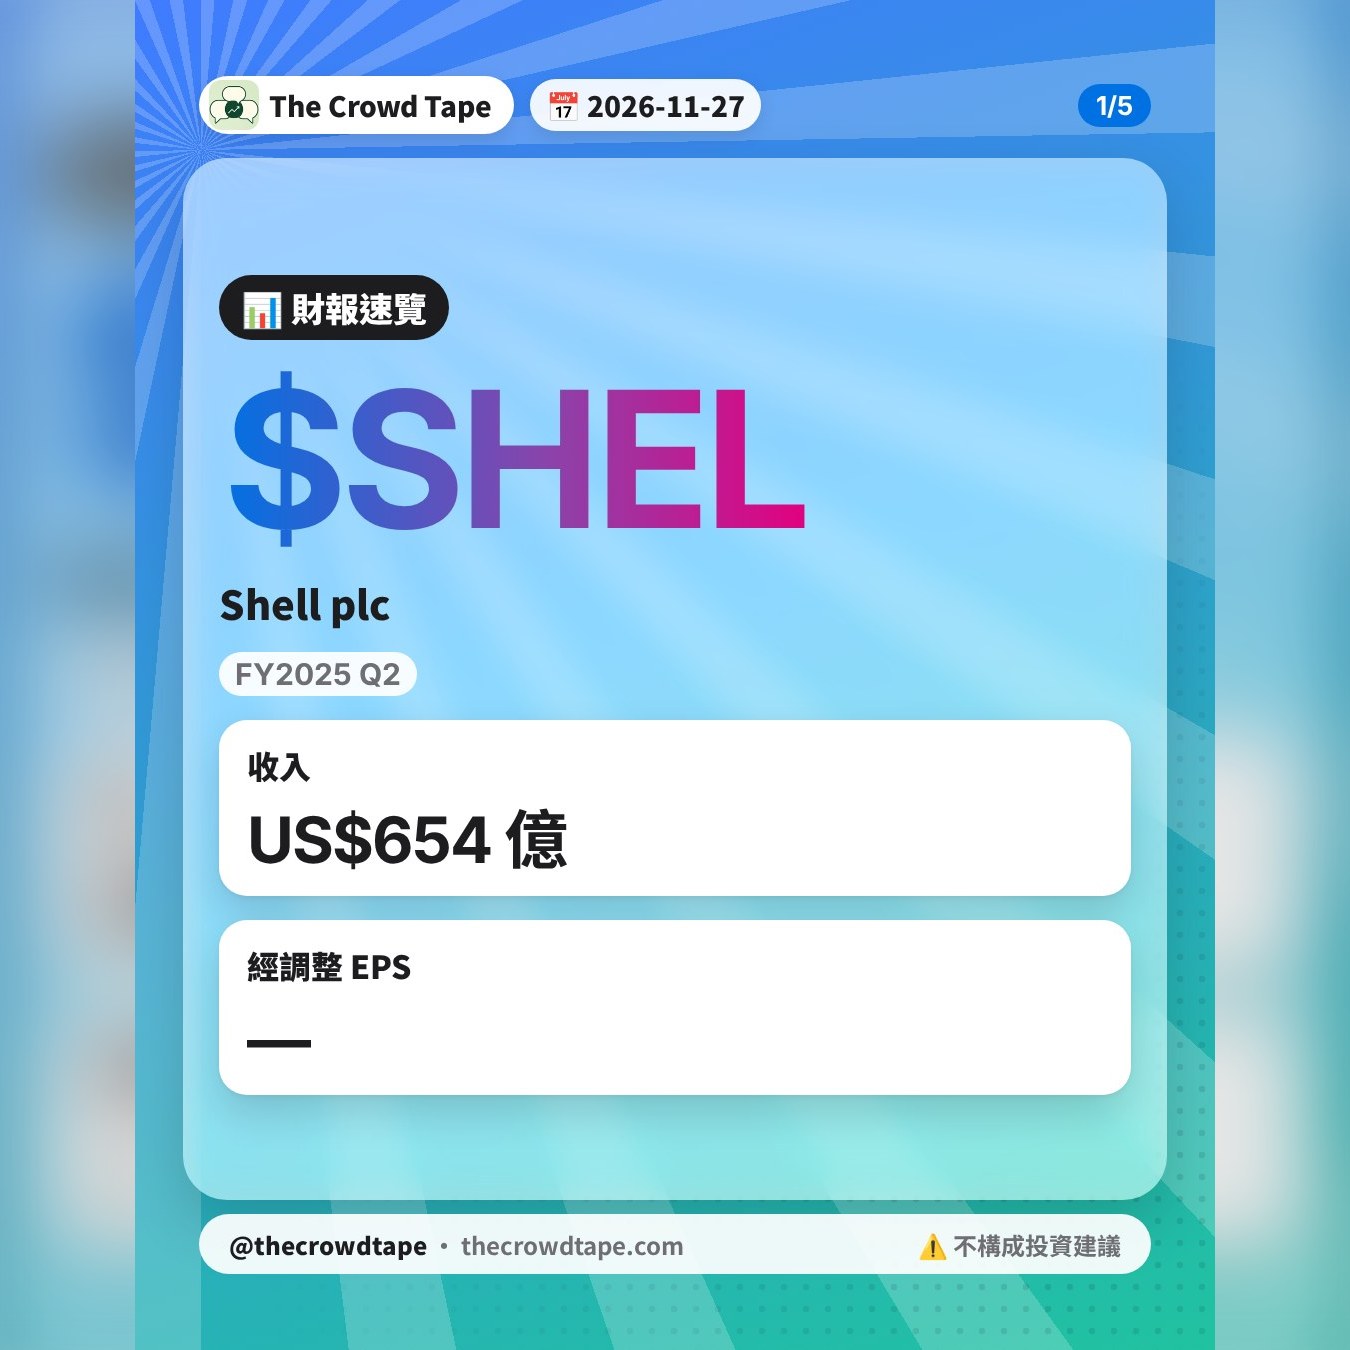 The Crowd Tape
2026-11-27
1/5
財報速覽
$SHEL
Shell plc
FY2025 Q2
收入
US$654 億
經調整 EPS
—
@thecrowdtape • thecrowdtape.com
不構成投資建議